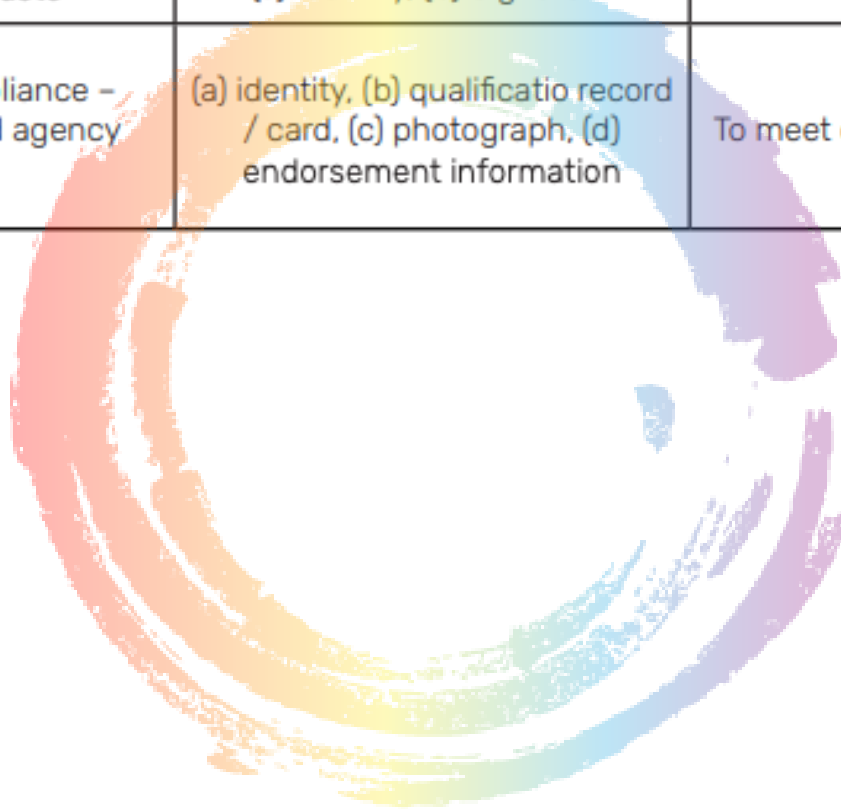 liance –
agency
(a) identity, (b) qualificatio record
/ card, (c) photograph, (d)
endorsement information
To meet